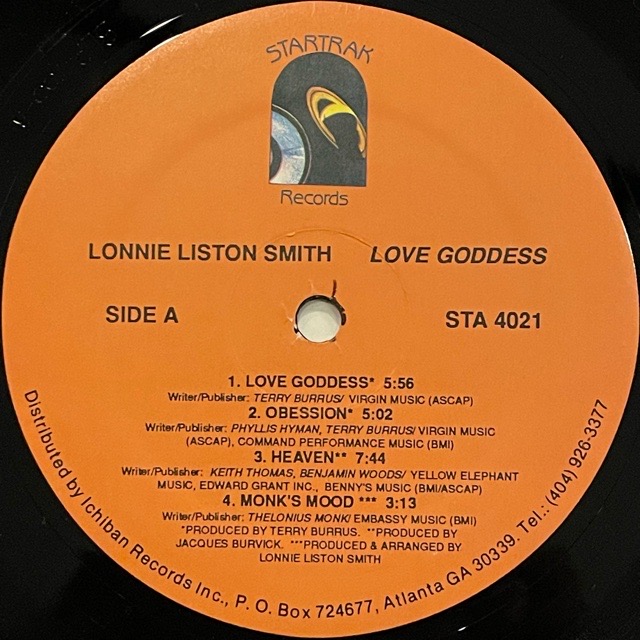 STARTRAK
Records
LONNIE LISTON SMITH LOVE GODDESS
SIDE A STA 4021
1. LOVE GODDESS* 5:56
Writer/Publisher: TERRY BURRUS/ VIRGIN MUSIC (ASCAP)
2. OBESSION* 5:02
Writer/Publisher: PHYLLIS HYMAN, TERRY BURRUS/ VIRGIN MUSIC
(ASCAP), COMMAND PERFORMANCE MUSIC (BMI)
3. HEAVEN** 7:44
Writer/Publisher: KEITH THOMAS, BENJAMIN WOODS/ YELLOW ELEPHANT
MUSIC, EDWARD GRANT INC., BENNY'S MUSIC (BMI/ASCAP)
4. MONK'S MOOD *** 3:13
Writer/Publisher: THELONIUS MONK/ EMBASSY MUSIC (BMI)
*PRODUCED BY TERRY BURRUS. **PRODUCED BY
JACQUES BURVICK. ***PRODUCED & ARRANGED BY
LONNIE LISTON SMITH
Distributed by Ichiban Records Inc., P. O. Box 724677, Atlanta GA 30339. Tel.: (404) 926-3377